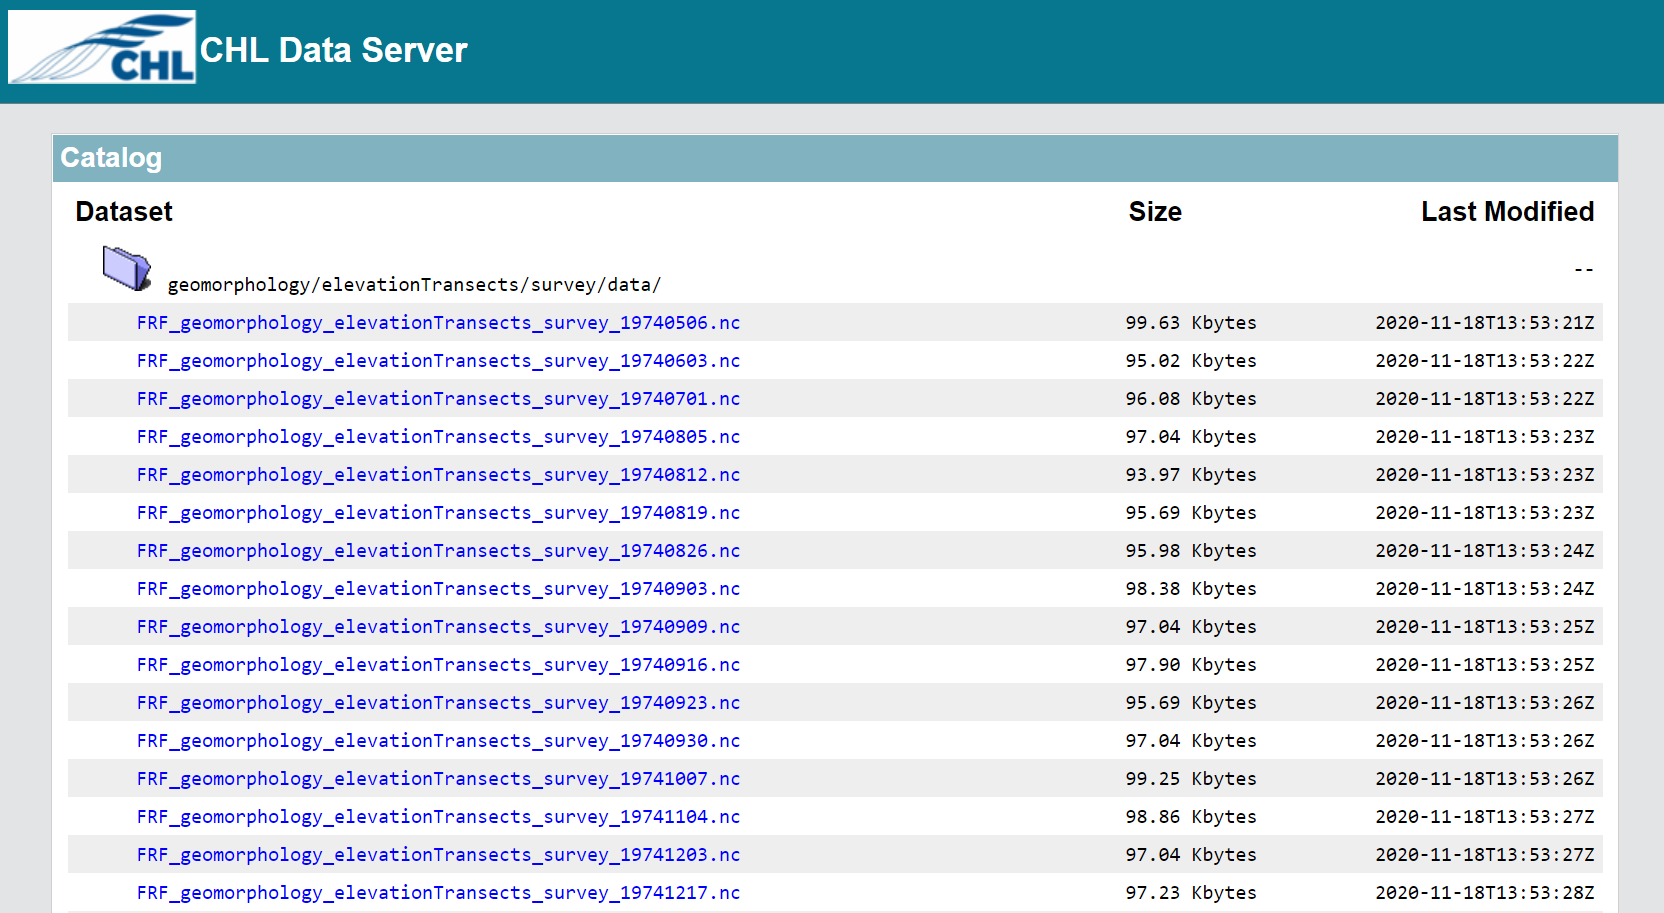 CHL CHL Data Server
Catalog
Dataset Size Last Modified
geomorphology/elevationTransects/survey/data/ --
FRF_geomorphology_elevationTransects_survey_19740506.nc 99.63 Kbytes 2020-11-18T13:53:21Z
FRF_geomorphology_elevationTransects_survey_19740603.nc 95.02 Kbytes 2020-11-18T13:53:22Z
FRF_geomorphology_elevationTransects_survey_19740701.nc 96.08 Kbytes 2020-11-18T13:53:22Z
FRF_geomorphology_elevationTransects_survey_19740805.nc 97.04 Kbytes 2020-11-18T13:53:23Z
FRF_geomorphology_elevationTransects_survey_19740812.nc 93.97 Kbytes 2020-11-18T13:53:23Z
FRF_geomorphology_elevationTransects_survey_19740819.nc 95.69 Kbytes 2020-11-18T13:53:23Z
FRF_geomorphology_elevationTransects_survey_19740826.nc 95.98 Kbytes 2020-11-18T13:53:24Z
FRF_geomorphology_elevationTransects_survey_19740903.nc 98.38 Kbytes 2020-11-18T13:53:24Z
FRF_geomorphology_elevationTransects_survey_19740909.nc 97.04 Kbytes 2020-11-18T13:53:25Z
FRF_geomorphology_elevationTransects_survey_19740916.nc 97.90 Kbytes 2020-11-18T13:53:25Z
FRF_geomorphology_elevationTransects_survey_19740923.nc 95.69 Kbytes 2020-11-18T13:53:26Z
FRF_geomorphology_elevationTransects_survey_19740930.nc 97.04 Kbytes 2020-11-18T13:53:26Z
FRF_geomorphology_elevationTransects_survey_19741007.nc 99.25 Kbytes 2020-11-18T13:53:26Z
FRF_geomorphology_elevationTransects_survey_19741104.nc 98.86 Kbytes 2020-11-18T13:53:27Z
FRF_geomorphology_elevationTransects_survey_19741203.nc 97.04 Kbytes 2020-11-18T13:53:27Z
FRF_geomorphology_elevationTransects_survey_19741217.nc 97.23 Kbytes 2020-11-18T13:53:28Z